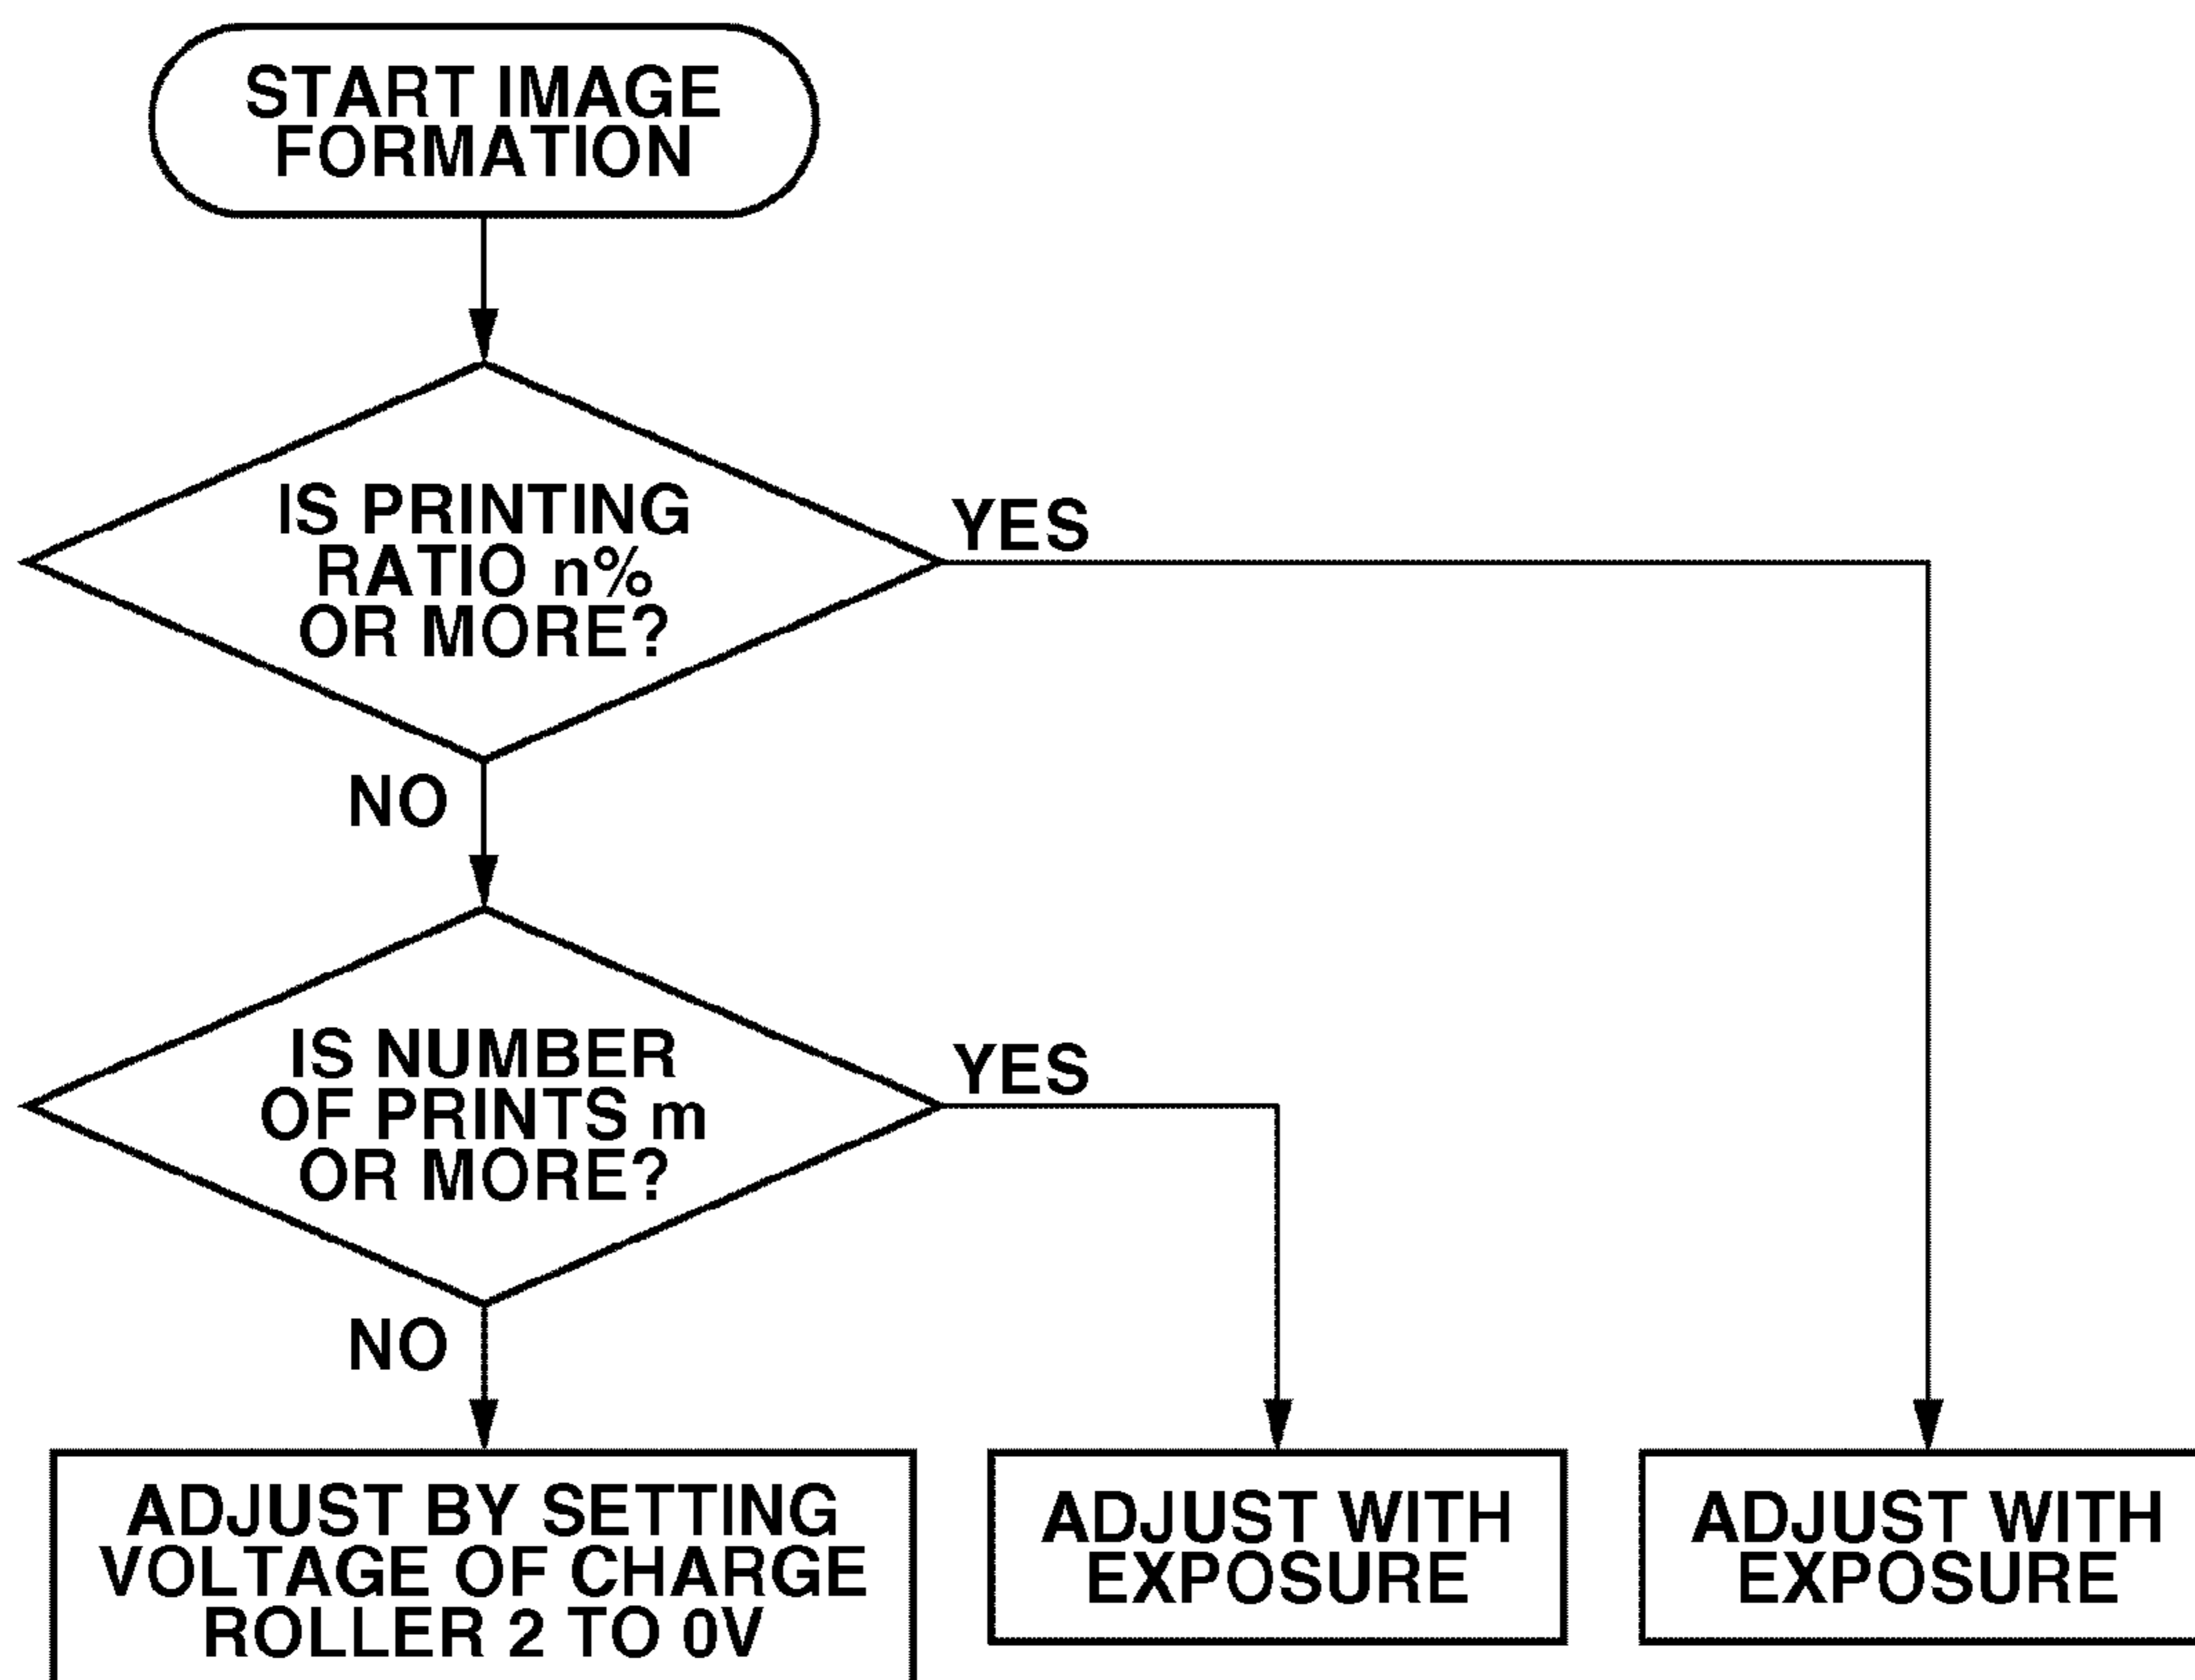 START IMAGE
FORMATION
IS PRINTING
RATIO n%
OR MORE?
YES
NO
IS NUMBER
OF PRINTS m
OR MORE?
YES
NO
ADJUST BY SETTING
VOLTAGE OF CHARGE
ROLLER 2 TO 0V
ADJUST WITH
EXPOSURE
ADJUST WITH
EXPOSURE